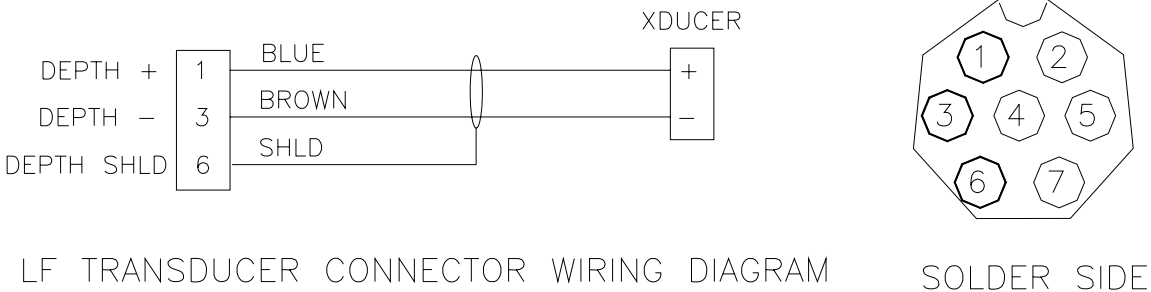 XDUCER
DEPTH + 1 BLUE +
DEPTH - 3 BROWN -
DEPTH SHLD 6 SHLD
1 2
3 4 5
6 7
LF TRANSDUCER CONNECTOR WIRING DIAGRAM
SOLDER SIDE